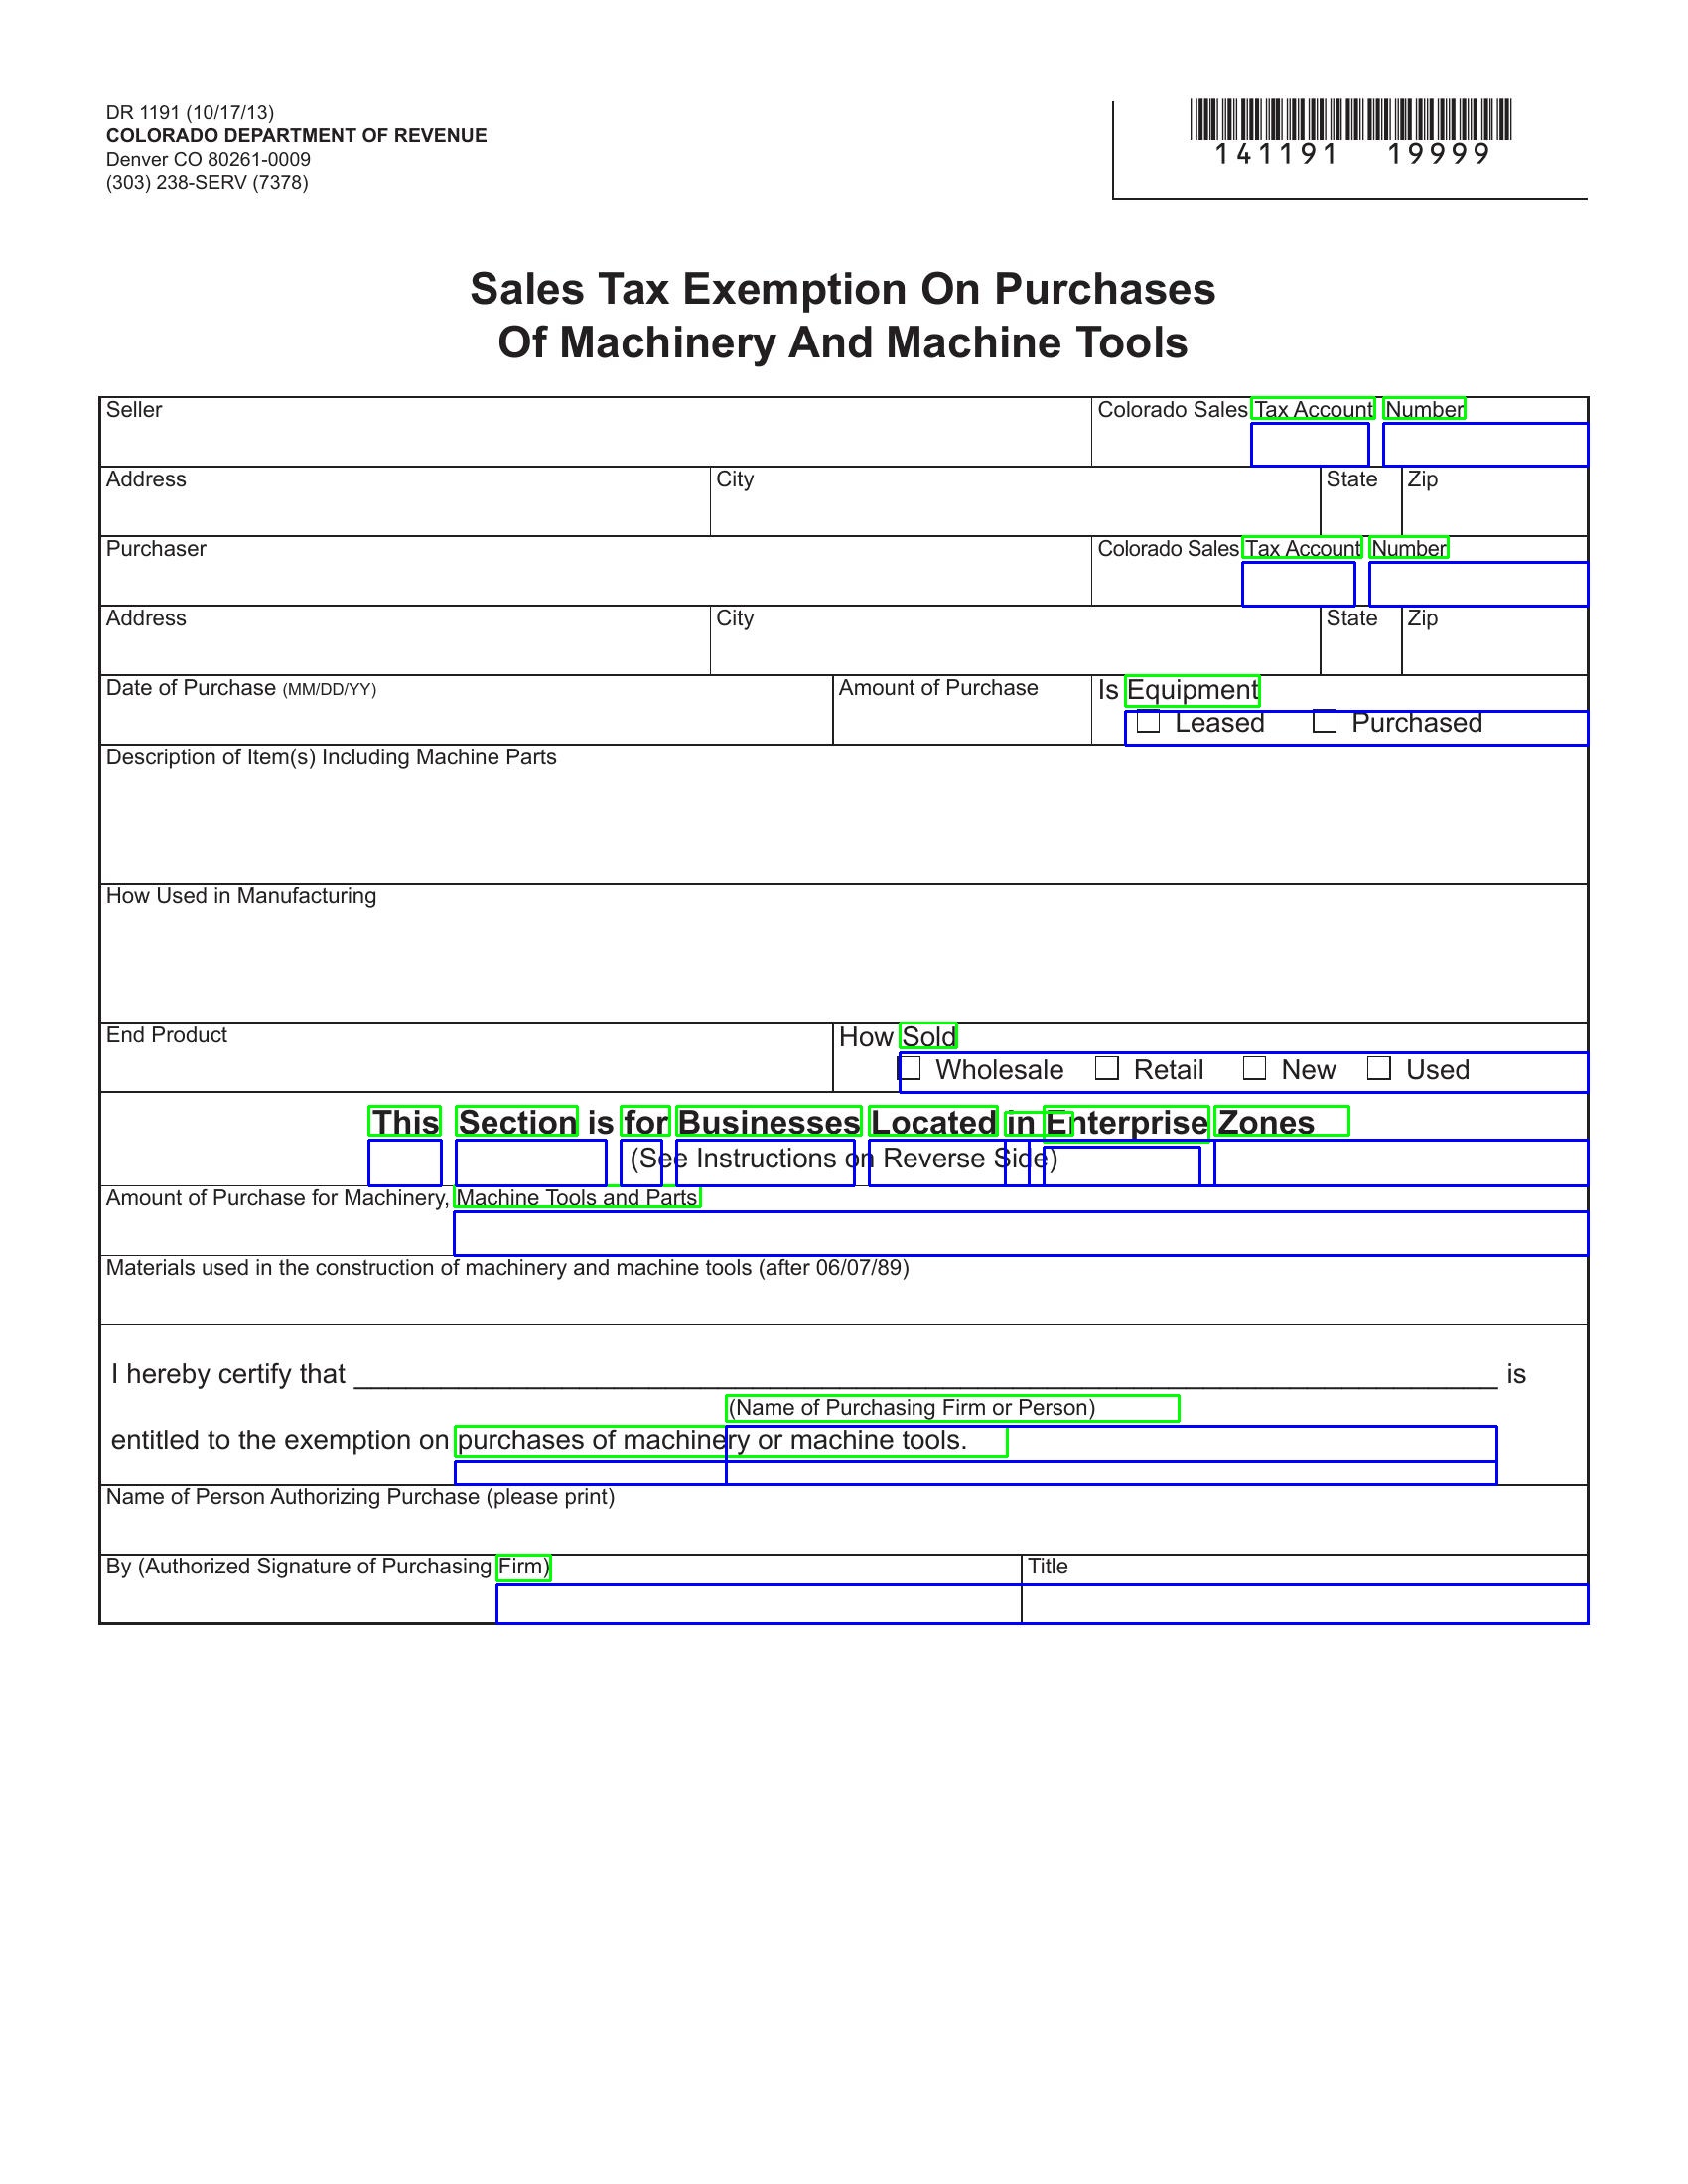 DR 1191 (10/17/13)
COLORADO DEPARTMENT OF REVENUE
Denver CO 80261-0009
(303) 238-SERV (7378)
141191 19999
Sales Tax Exemption On Purchases
Of Machinery And Machine Tools
Seller
Colorado Sales Tax Account Number
Address
City
State
Zip
Purchaser
Colorado Sales Tax Account Number
Address
City
State
Zip
Date of Purchase (MM/DD/YY)
Amount of Purchase
Is Equipment
Leased
Purchased
Description of Item(s) Including Machine Parts
How Used in Manufacturing
End Product
How Sold
Wholesale
Retail
New
Used
This Section is for Businesses Located in Enterprise Zones
(See Instructions on Reverse Side)
Amount of Purchase for Machinery, Machine Tools and Parts
Materials used in the construction of machinery and machine tools (after 06/07/89)
I hereby certify that ______ is
(Name of Purchasing Firm or Person)
entitled to the exemption on purchases of machinery or machine tools.
Name of Person Authorizing Purchase (please print)
By (Authorized Signature of Purchasing Firm)
Title